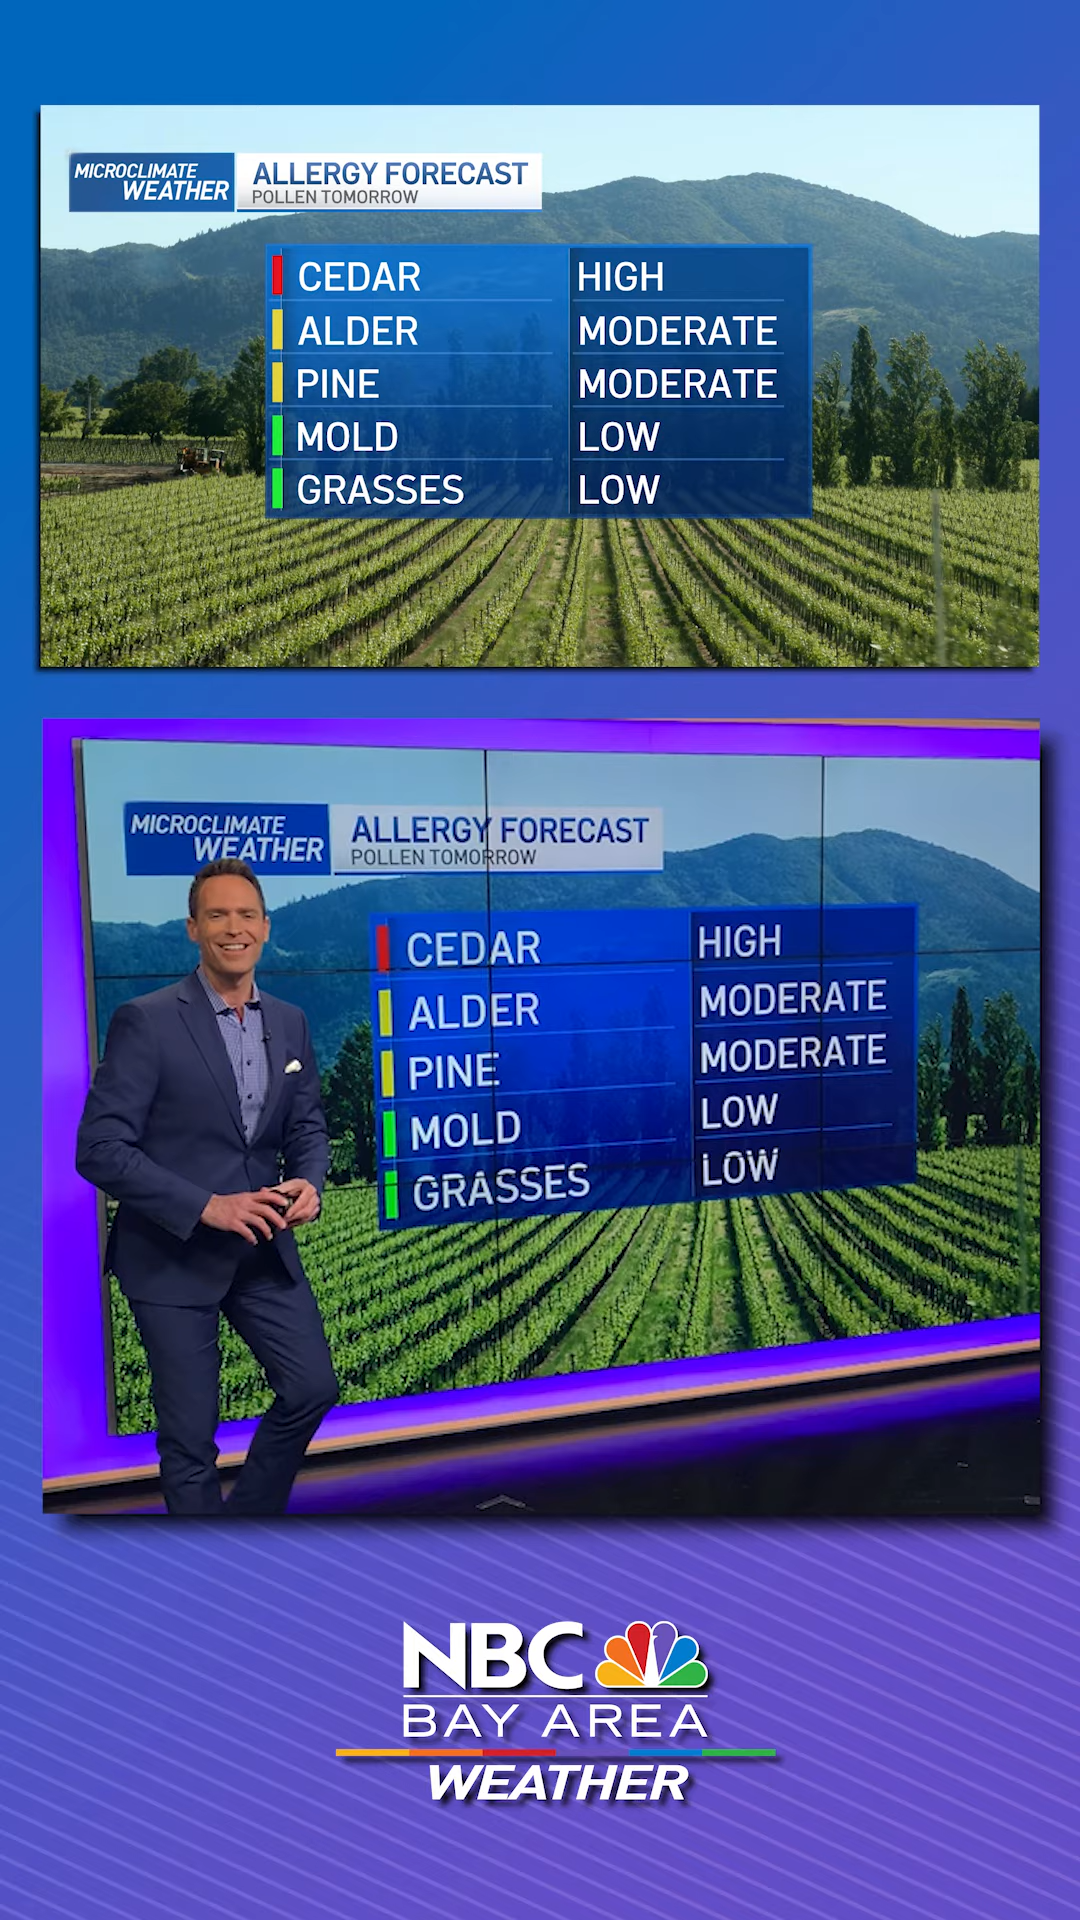 MICROCLIMATE
WEATHER
ALLERGY FORECAST
POLLEN TOMORROW
CEDAR HIGH
ALDER MODERATE
PINE MODERATE
MOLD LOW
GRASSES LOW
MICROCLIMATE
WEATHER
ALLERGY FORECAST
POLLEN TOMORROW
CEDAR HIGH
ALDER MODERATE
PINE MODERATE
MOLD LOW
GRASSES LOW
NBC
BAY AREA
WEATHER